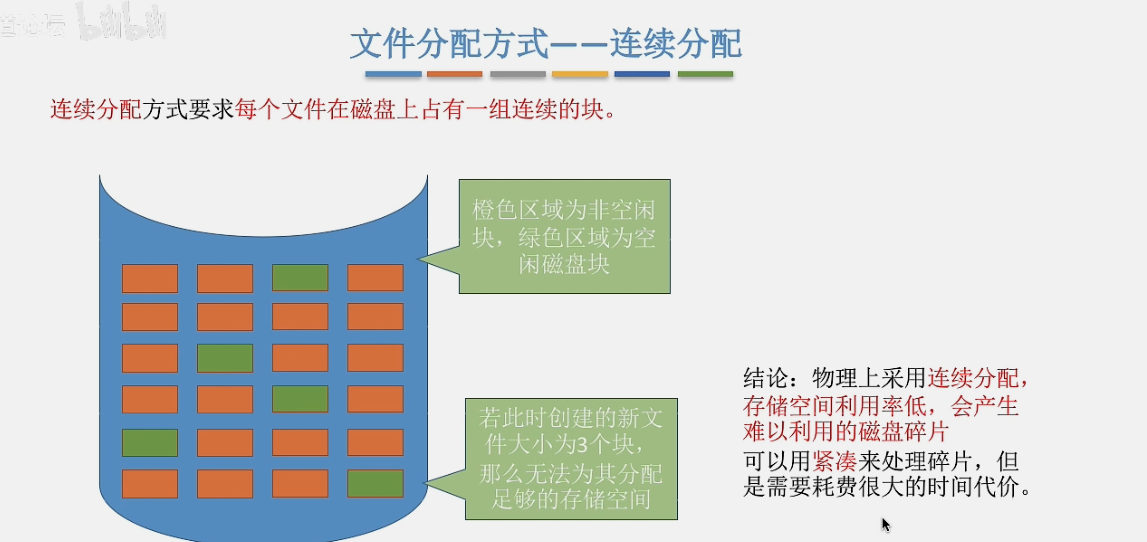 文件分配方式——连续分配
连续分配方式要求每个文件在磁盘上占有一组连续的块。
橙色区域为非空闲
块，绿色区域为空
闲磁盘块
若此时创建的新文
件大小为3个块，
那么无法为其分配
足够的存储空间
结论：物理上采用连续分配，
存储空间利用率低，会产生
难以利用的磁盘碎片
可以用紧凑来处理碎片，但
是需要耗费很大的时间代价。